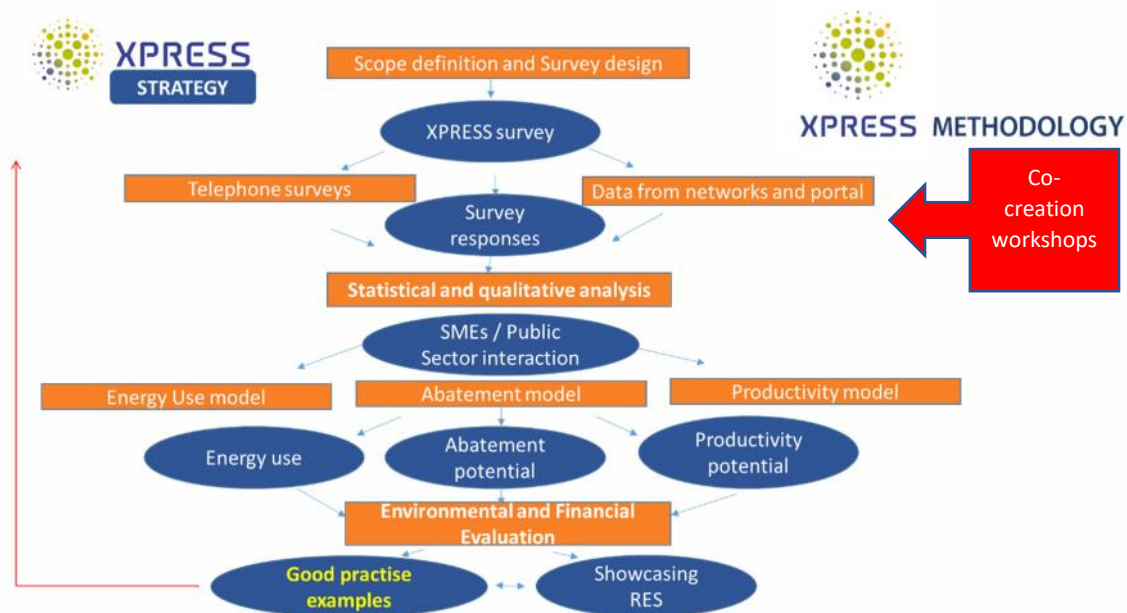 XPRESS
STRATEGY
Scope definition and Survey design
XPRESS METHODOLOGY
XPRESS survey
Telephone surveys
Data from networks and portal
Co-
creation
workshops
Survey
responses
Statistical and qualitative analysis
SMEs / Public
Sector interaction
Energy Use model
Abatement model
Productivity model
Energy use
Abatement
potential
Productivity
potential
Environmental and Financial
Evaluation
Good practise
examples
Showcasing
RES